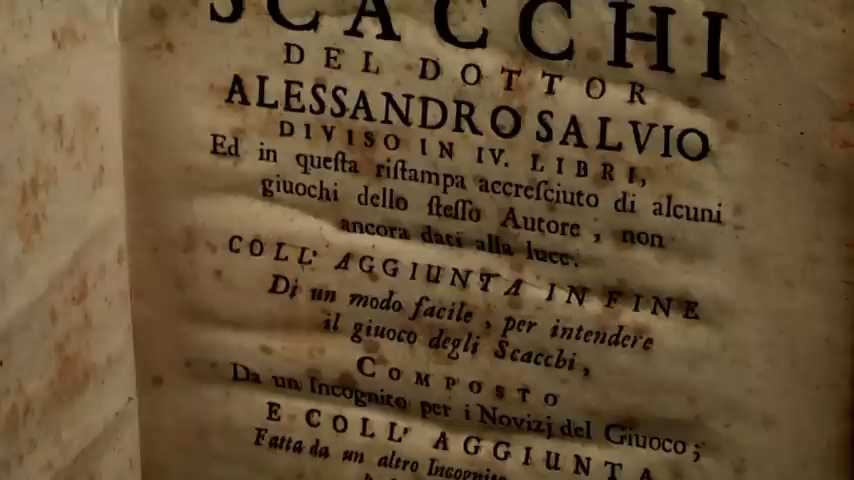 SCACCHI
DEL DOTTOR
ALESSANDRO SALVIO
DIVISO IN IV. LIBRI,
Ed in queſta riſtampa accreſciuto di alcuni
giuochi dello ſteſſo Autore, non
ancora dati alla luce.
COLL' AGGIUNTA IN FINE
Di un modo facile, per intendere
il giuoco degli Scacchi,
COMPOSTO
Da un Incognito per i Novizj del Giuoco;
E COLL' AGGIUNTA
Fatta da un altro Incognito